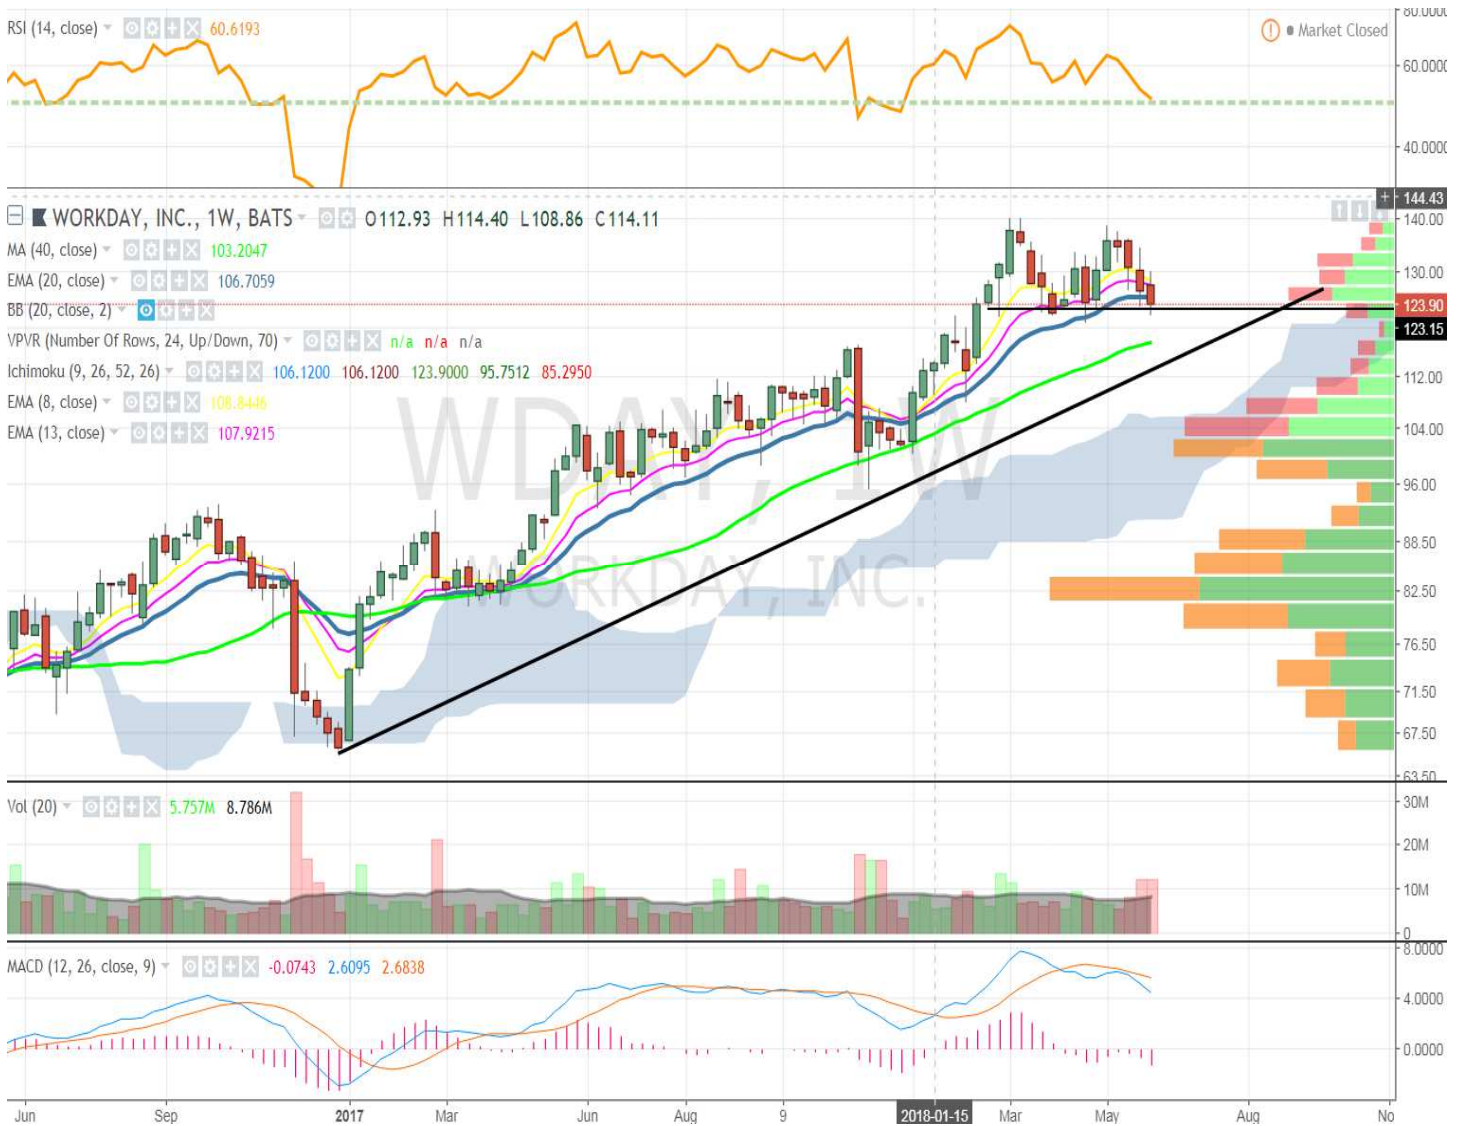 RSI (14, close) 60.6193
Market Closed
80.0000
60.0000
40.0000
WORKDAY, INC., 1W, BATS O112.93 H114.40 L108.86 C114.11
MA (40, close) 103.2047
EMA (20, close) 106.7059
BB (20, close, 2)
VPVR (Number Of Rows, 24, Up/Down, 70) n/a n/a n/a
Ichimoku (9, 26, 52, 26) 106.1200 106.1200 123.9000 95.7512 85.2950
EMA (8, close) 108.8446
EMA (13, close) 107.9215
WDAY, 1W
WORKDAY, INC
144.43
140.00
130.00
123.90
123.15
112.00
104.00
96.00
88.50
82.50
76.50
71.50
67.50
63.50
Vol (20) 5.757M 8.786M
30M
20M
10M
0
MACD (12, 26, close, 9) -0.0743 2.6095 2.6838
8.0000
4.0000
0.0000
Jun Sep 2017 Mar Jun Aug 9 2018-01-15 Mar May Aug No